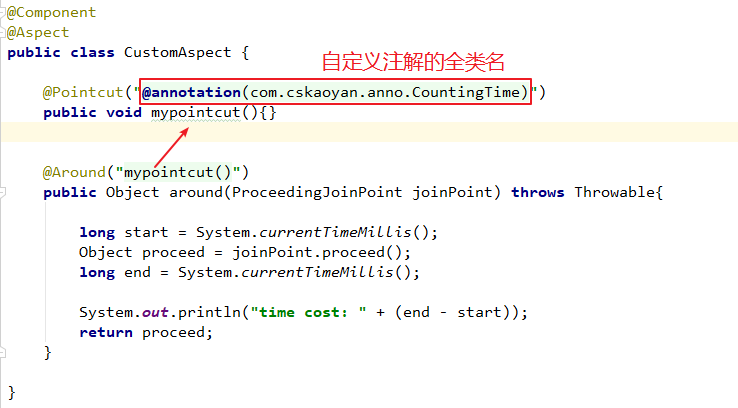 @Component
@Aspect
public class CustomAspect {
自定义注解的全类名
@Pointcut("@annotation(com.cskaoyan.anno.CountingTime)")
public void mypointcut(){}
@Around("mypointcut()")
public Object around(ProceedingJoinPoint joinPoint) throws Throwable{
long start = System.currentTimeMillis();
Object proceed = joinPoint.proceed();
long end = System.currentTimeMillis();
System.out.println("time cost: " + (end - start));
return proceed;
}
}